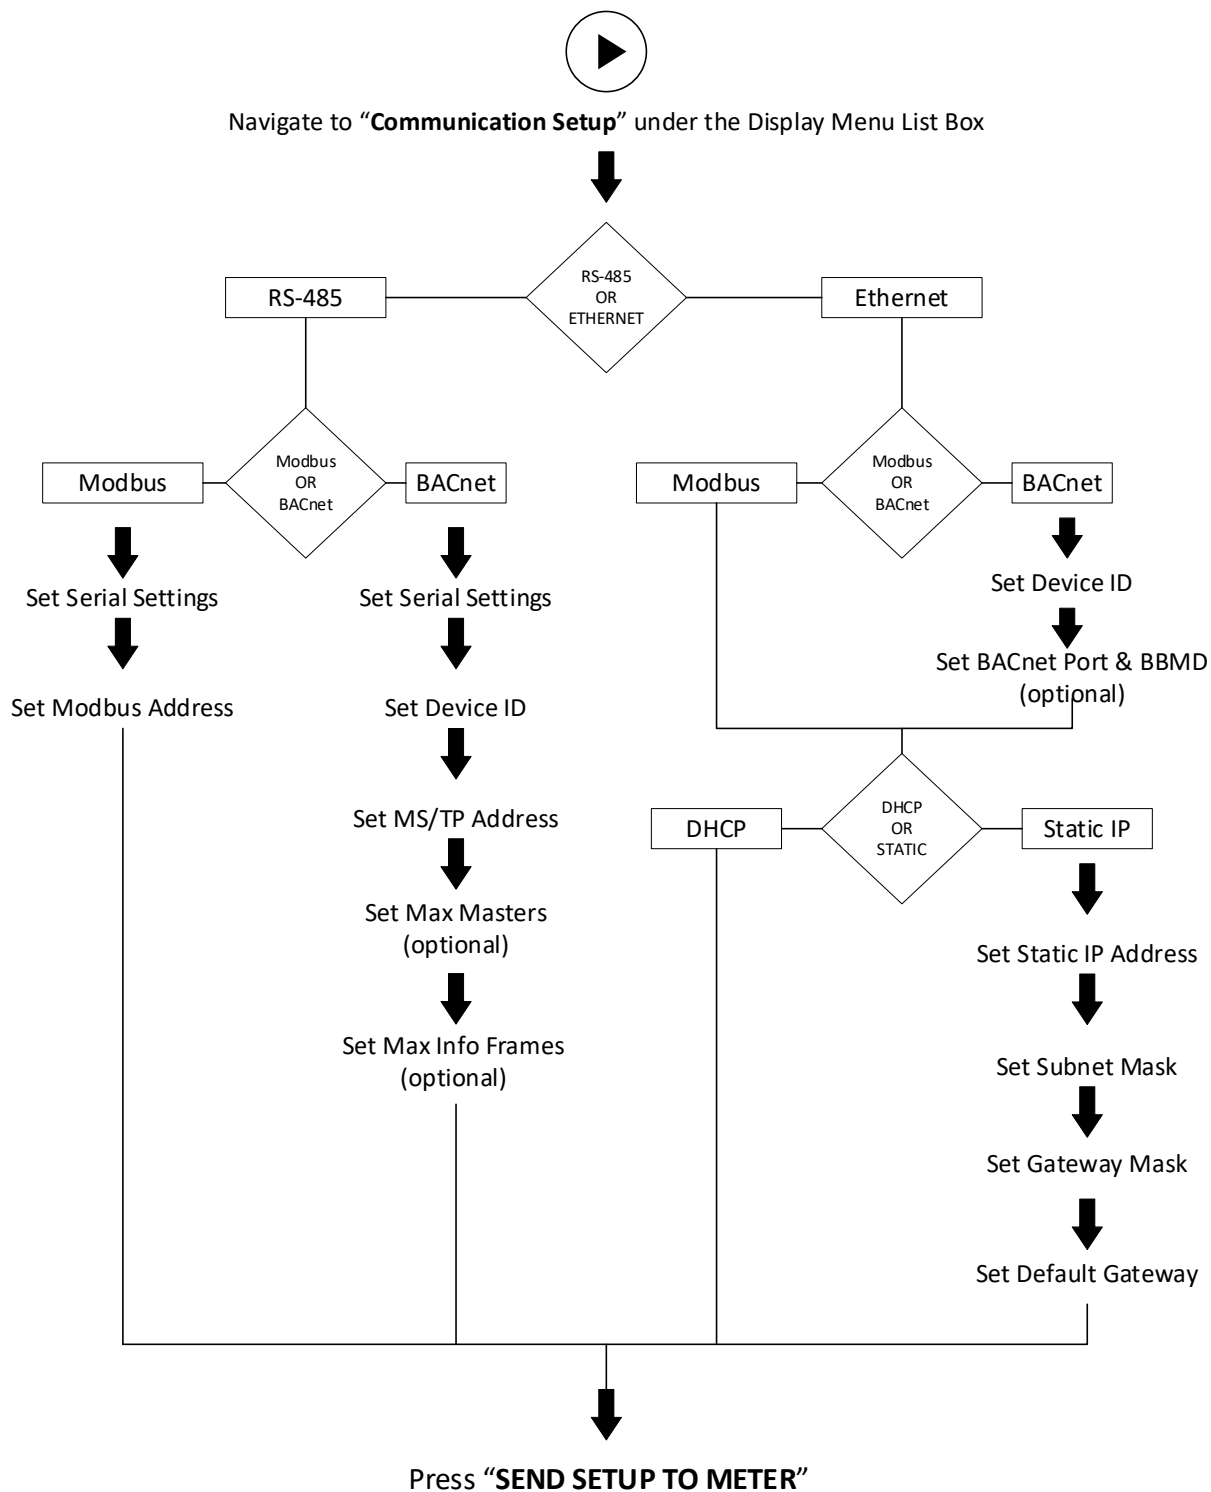 Navigate to “Communication Setup” under the Display Menu List Box
RS-485
OR
ETHERNET
RS-485
Ethernet
Modbus
OR
BACnet
Modbus
BACnet
Set Serial Settings
Set Modbus Address
Set Serial Settings
Set Device ID
Set MS/TP Address
Set Max Masters
(optional)
Set Max Info Frames
(optional)
Modbus
OR
BACnet
Modbus
BACnet
Set Device ID
Set BACnet Port & BBMD
(optional)
DHCP
OR
STATIC
DHCP
Static IP
Set Static IP Address
Set Subnet Mask
Set Gateway Mask
Set Default Gateway
Press “SEND SETUP TO METER”